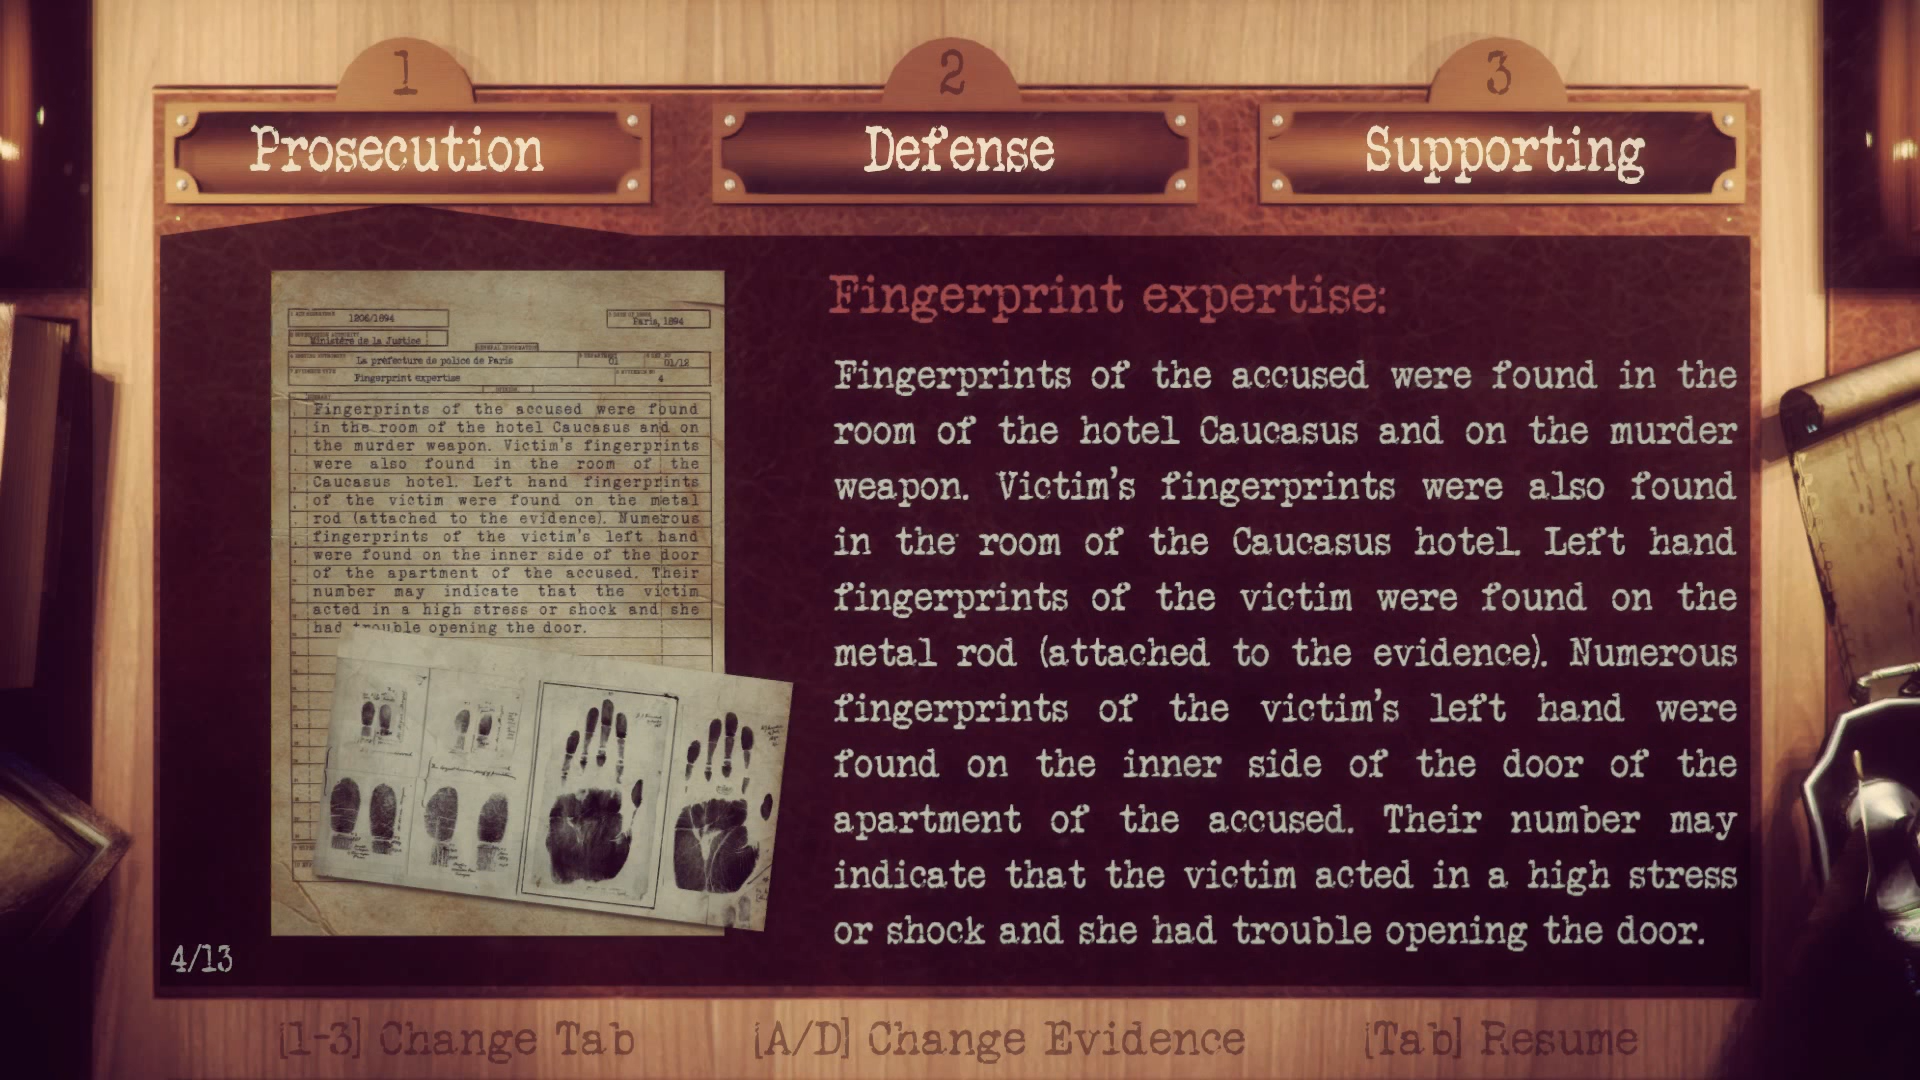 1
2
3
Prosecution
Defense
Supporting
1206/1894
Paris, 1894
Ministère de la Justice
GENERAL INFORMATION
La préfecture de police de Paris
01
01/12
Fingerprint expertise
4
Fingerprints of the accused were found
in the room of the hotel Caucasus and on
the murder weapon. Victim's fingerprints
were also found in the room of the
Caucasus hotel. Left hand fingerprints
of the victim were found on the metal
rod (attached to the evidence). Numerous
fingerprints of the victim's left hand
were found on the inner side of the door
of the apartment of the accused. Their
number may indicate that the victim
acted in a high stress or shock and she
had trouble opening the door.
Fingerprint expertise:
Fingerprints of the accused were found in the
room of the hotel Caucasus and on the murder
weapon. Victim's fingerprints were also found
in the room of the Caucasus hotel. Left hand
fingerprints of the victim were found on the
metal rod (attached to the evidence). Numerous
fingerprints of the victim's left hand were
found on the inner side of the door of the
apartment of the accused. Their number may
indicate that the victim acted in a high stress
or shock and she had trouble opening the door.
4/13
[1-3] Change Tab
[A/D] Change Evidence
[Tab] Resume